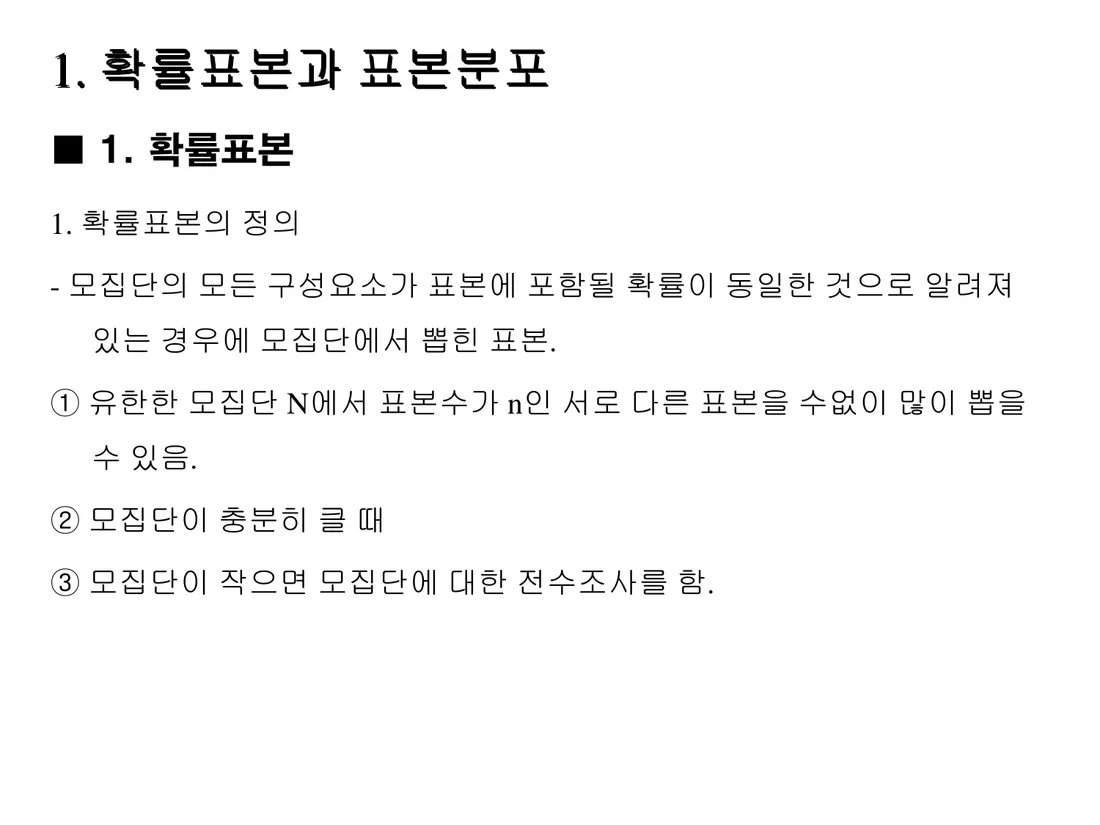 1. 확률표본과 표본분포
■ 1. 확률표본
1. 확률표본의 정의
- 모집단의 모든 구성요소가 표본에 포함될 확률이 동일한 것으로 알려져
있는 경우에 모집단에서 뽑힌 표본.
① 유한한 모집단 N에서 표본수가 n인 서로 다른 표본을 수없이 많이 뽑을
수 있음.
② 모집단이 충분히 클 때
③ 모집단이 작으면 모집단에 대한 전수조사를 함.